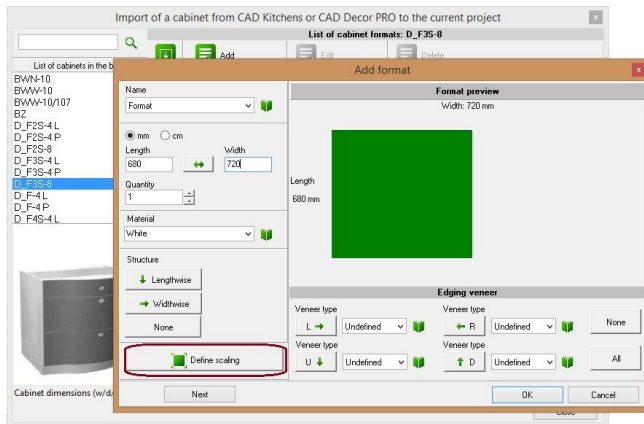 Import of a cabinet from CAD Kitchens or CAD Decor PRO to the current project
x
List of cabinet formats: D_F3S-8
Add
Edit
Delete
List of cabinets in the b
BWN-10
BWW-10
BWW-10/107
BZ
D_F2S-4 L
D_F2S-4 P
D_F2S-8
D_F3S-4 L
D_F3S-4 P
D_F3S-8
D_F-4 L
D_F-4 P
D_F4S-4 L
Cabinet dimensions (w/d/
Close
Add format
x
Name
Format
mm
cm
Length
Width
680
720
Quantity
1
Material
White
Structure
Lengthwise
Widthwise
None
Define scaling
Next
Format preview
Width: 720 mm
Length
680 mm
Edging veneer
Veneer type
Veneer type
L
Undefined
R
Undefined
None
Veneer type
Veneer type
U
Undefined
D
Undefined
All
OK
Cancel